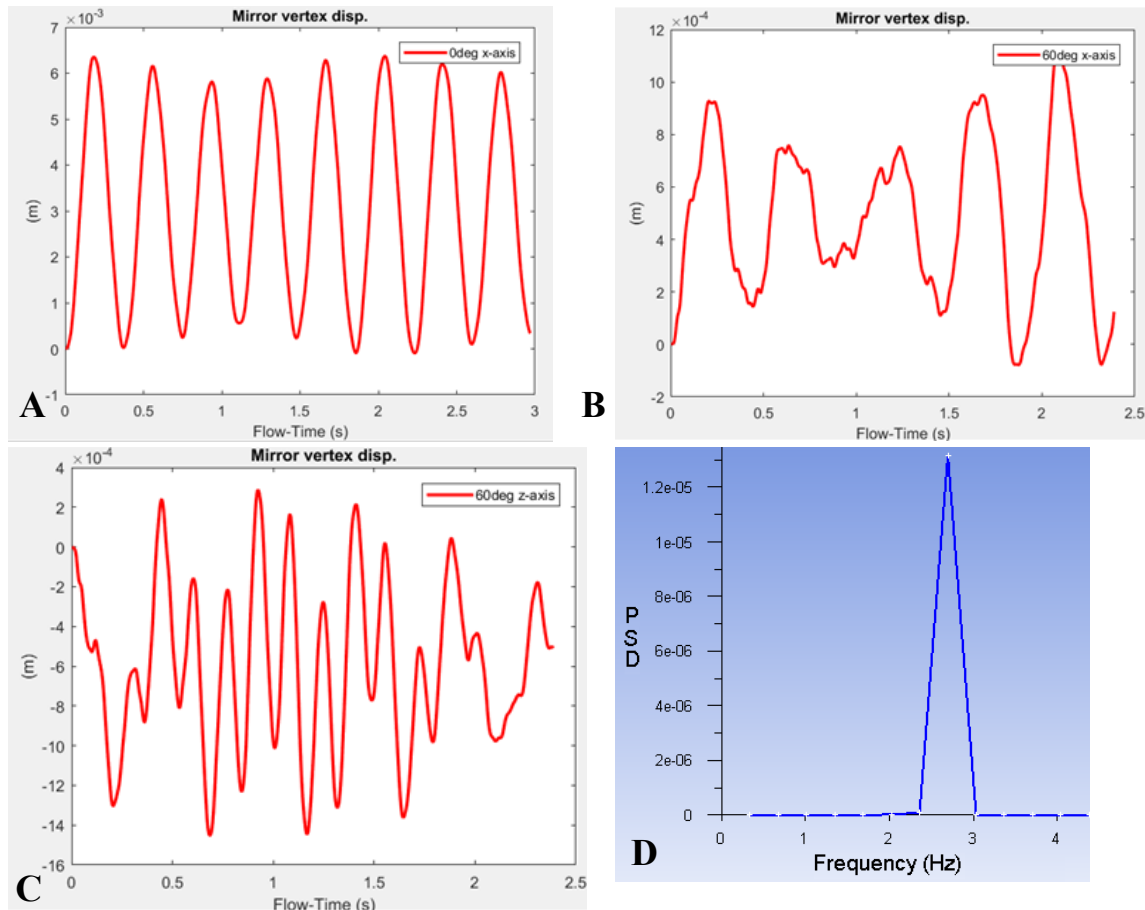 Mirror vertex disp.
×10-3
0deg x-axis
7
6
5
4
3
2
1
0
-1
(m)
0 0.5 1 1.5 2 2.5 3
Flow-Time (s)
A
Mirror vertex disp.
×10-4
60deg x-axis
12
10
8
6
4
2
0
-2
(m)
0 0.5 1 1.5 2 2.5
Flow-Time (s)
B
Mirror vertex disp.
×10-4
60deg z-axis
4
2
0
-2
-4
-6
-8
-10
-12
-14
-16
(m)
0 0.5 1 1.5 2 2.5
Flow-Time (s)
C
1.2e-05
1e-05
8e-06
6e-06
4e-06
2e-06
0
PSD
0 1 2 3 4
Frequency (Hz)
D